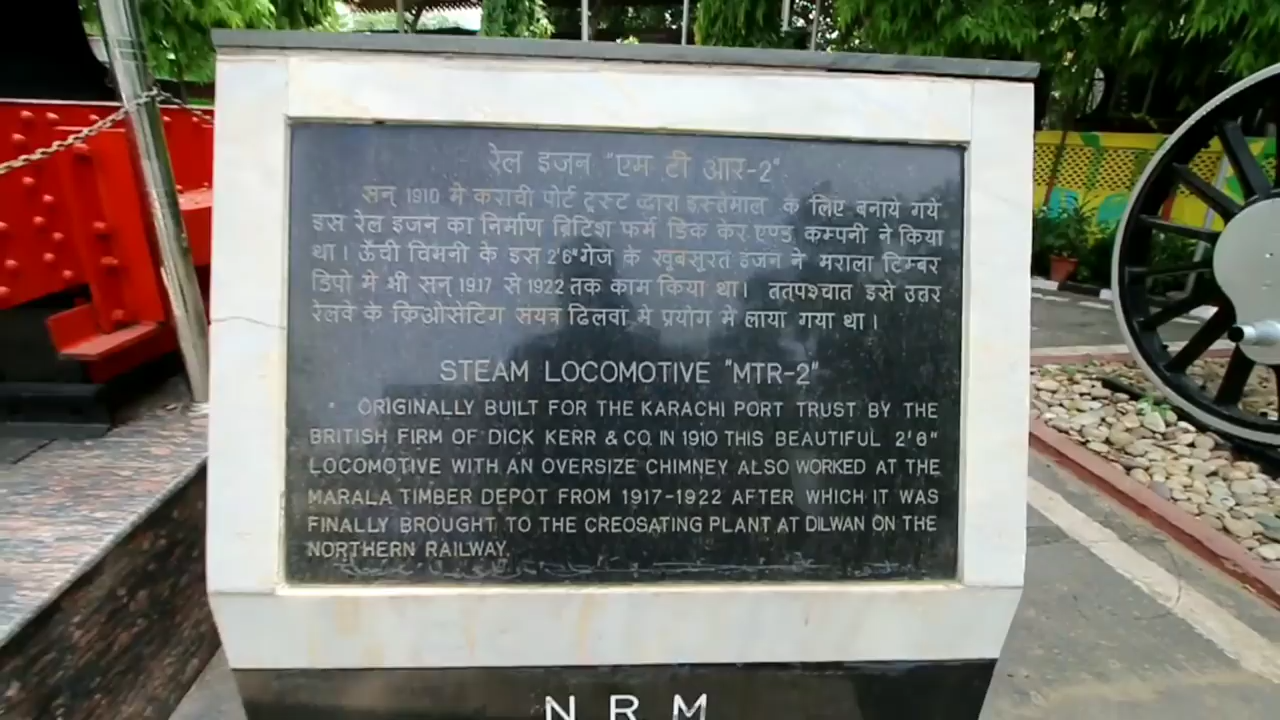 रेल इजन "एम टी आर-2"
सन् 1910 मे कराची पोर्ट ट्रस्ट द्वारा इस्तेमाल के लिए बनाये गये
इस रेल इजन का निर्माण ब्रिटिश फर्म डिक केर एण्ड कम्पनी ने किया
था। ऊँची चिमनी के इस 2'6" गेज के खूबसूरत इजन ने मराला टिम्बर
डिपो मे भी सन् 1917 से 1922 तक काम किया था। तत्पश्चात इसे उत्तर
रेलवे के क्रिओसेटिग संयत्र ढिलवां मे प्रयोग मे लाया गया था।
STEAM LOCOMOTIVE "MTR-2"
ORIGINALLY BUILT FOR THE KARACHI PORT TRUST BY THE
BRITISH FIRM OF DICK KERR & CO. IN 1910 THIS BEAUTIFUL 2'6"
LOCOMOTIVE WITH AN OVERSIZE CHIMNEY ALSO WORKED AT THE
MARALA TIMBER DEPOT FROM 1917-1922 AFTER WHICH IT WAS
FINALLY BROUGHT TO THE CREOSATING PLANT AT DILWAN ON THE
NORTHERN RAILWAY.
NRM